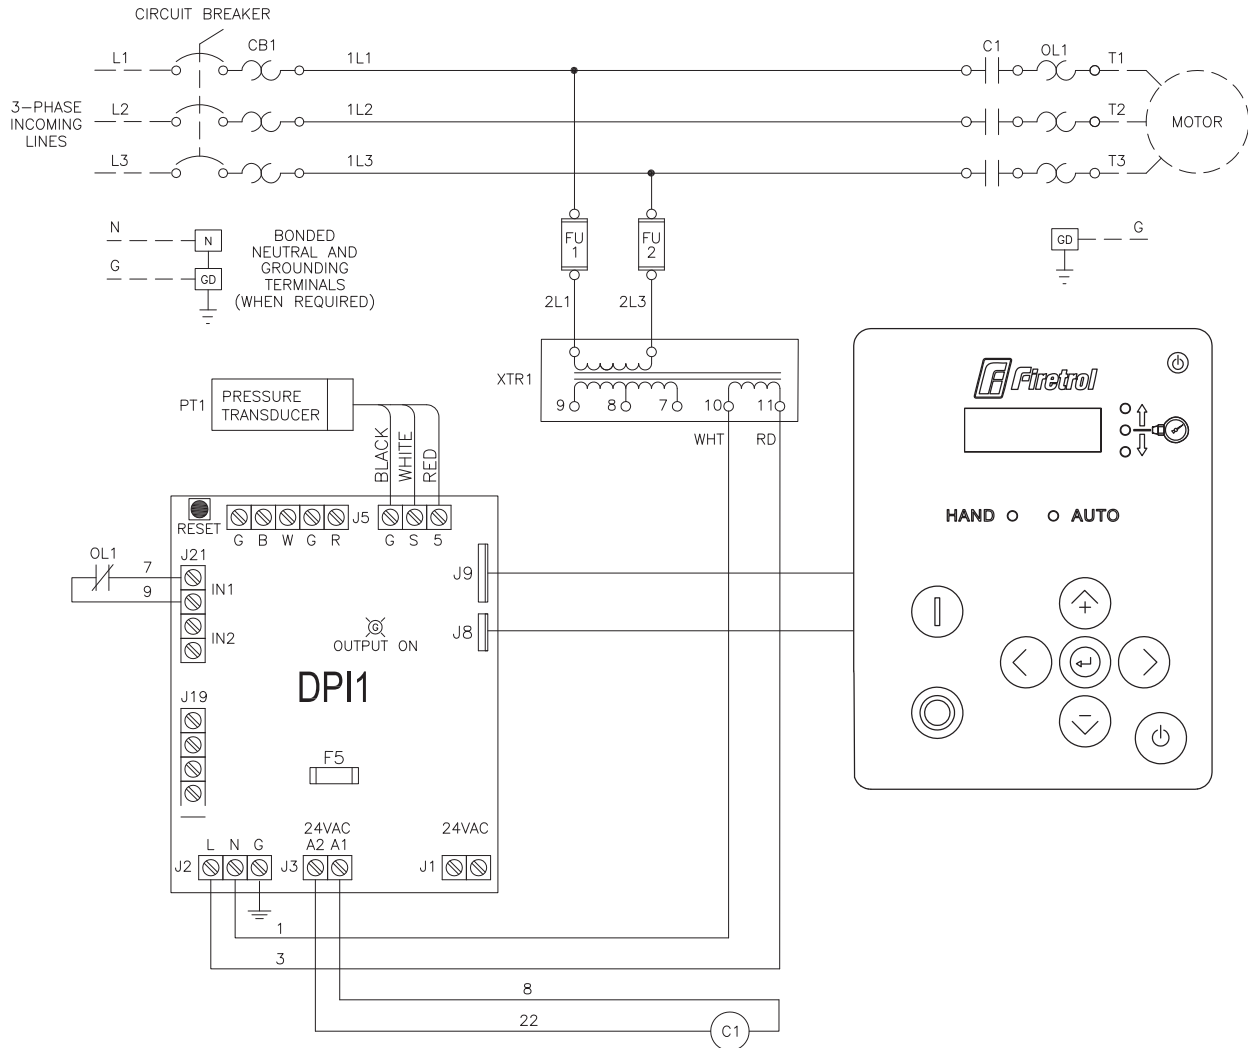 CIRCUIT BREAKER
CB1
C1
OL1
L1
1L1
T1
3-PHASE
INCOMING
LINES
L2
1L2
T2
MOTOR
L3
1L3
T3
N
N
G
GD
BONDED
NEUTRAL AND
GROUNDING
TERMINALS
(WHEN REQUIRED)
FU
1
FU
2
GD
G
2L1
2L3
XTR1
9
8
7
10
11
WHT
RD
PT1
PRESSURE
TRANSDUCER
BLACK
WHITE
RED
Firetrol
HAND
AUTO
RESET
G B W G R
J5
G S 5
OL1
7
9
J21
IN1
IN2
J9
J8
G
OUTPUT ON
DPI1
J19
F5
24VAC
24VAC
L N G
A2 A1
J2
J3
J1
1
3
8
22
C1
+
-